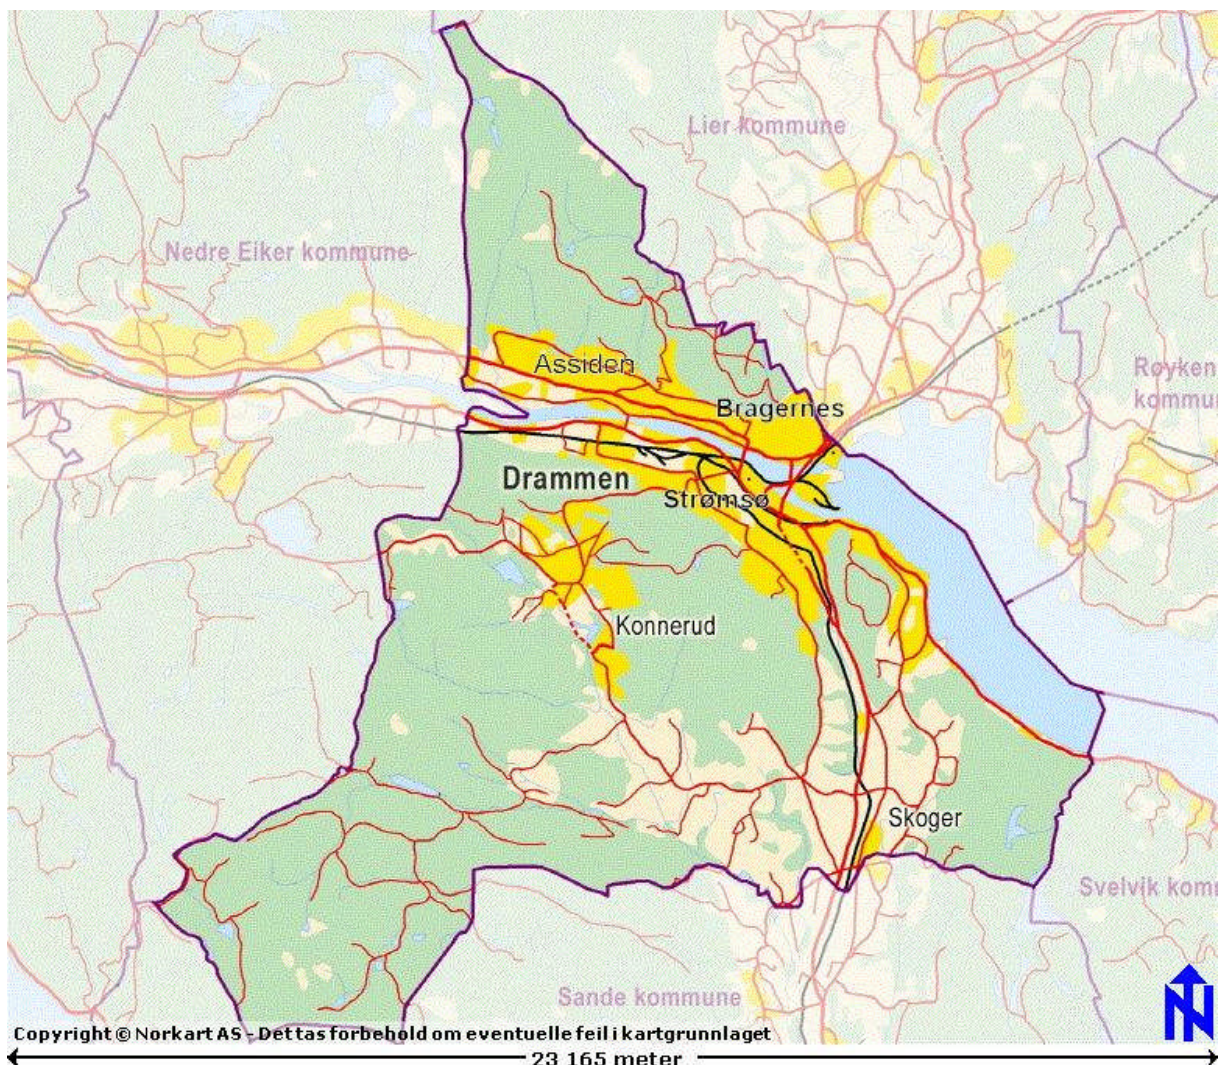 Lier kommune
Nedre Eiker kommune
Røyken
kommu
Assiden
Bragernes
Drammen
Strømsø
Konnerud
Skoger
Svelvik kom
Sande kommune
N
Copyright © Norkart AS - Det tas forbehold om eventuelle feil i kartgrunnlaget
23 165 meter